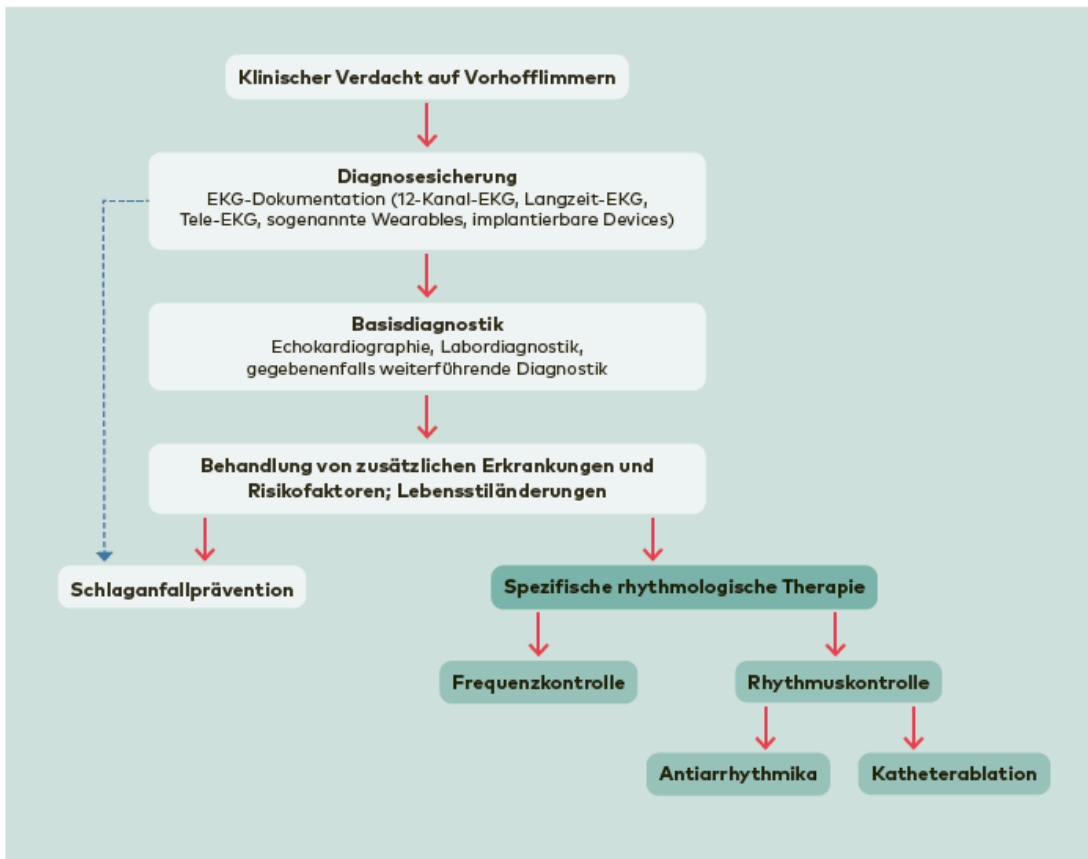 Klinischer Verdacht auf Vorhofflimmern
Diagnosesicherung
EKG-Dokumentation (12-Kanal-EKG, Langzeit-EKG,
Tele-EKG, sogenannte Wearables, implantierbare Devices)
Basisdiagnostik
Echokardiographie, Labordiagnostik,
gegebenenfalls weiterführende Diagnostik
Behandlung von zusätzlichen Erkrankungen und
Risikofaktoren; Lebensstiländerungen
Schlaganfallprävention
Spezifische rhythmologische Therapie
Frequenzkontrolle
Rhythmuskontrolle
Antiarrhythmika
Katheterablation